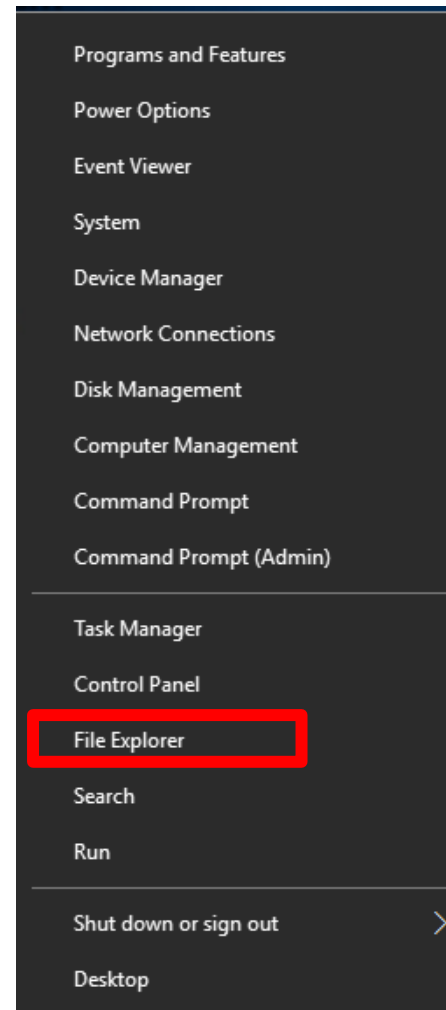 Programs and Features
Power Options
Event Viewer
System
Device Manager
Network Connections
Disk Management
Computer Management
Command Prompt
Command Prompt (Admin)
Task Manager
Control Panel
File Explorer
Search
Run
Shut down or sign out
Desktop